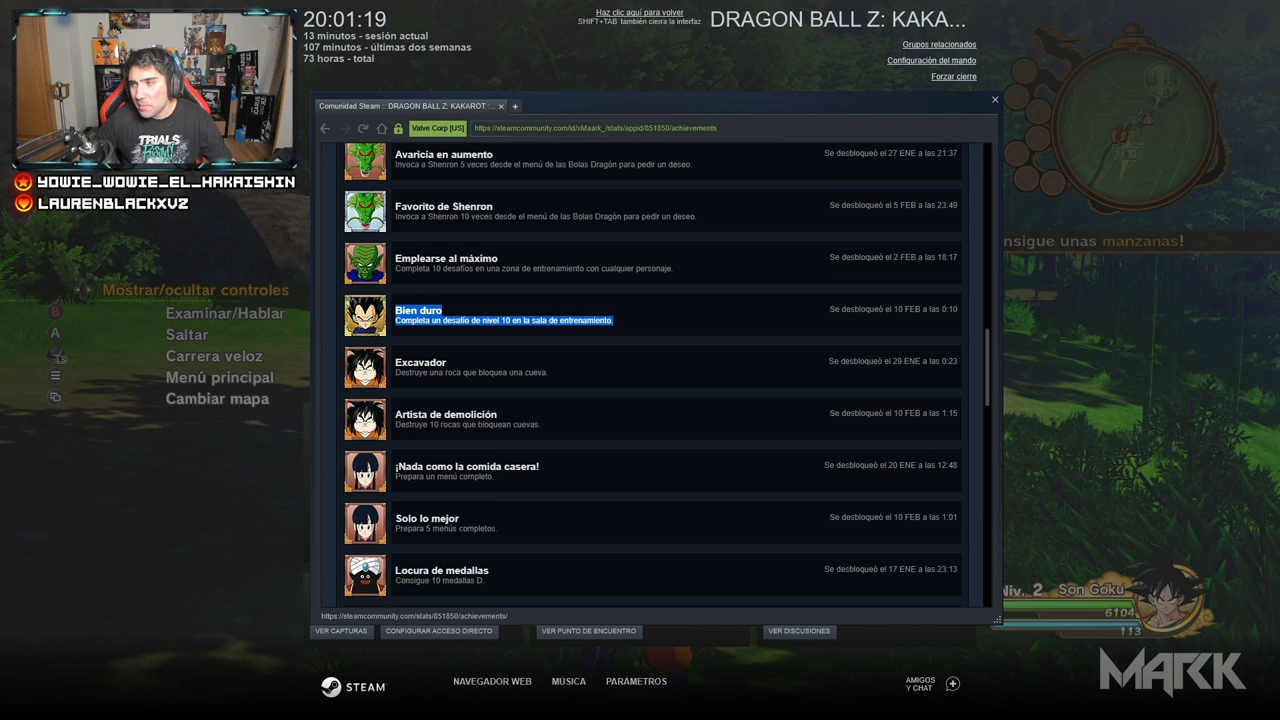 20:01:19
13 minutos - sesión actual
107 minutos - últimas dos semanas
73 horas - total
Haz clic aquí para volver
SHIFT+TAB también cierra la interfaz
DRAGON BALL Z: KAKA...
Grupos relacionados
Configuración del mando
Forzar cierre
TRIALS
YOWIE_WOWIE_EL_HAKAISHIN
LAURENBLACKXVZ
Comunidad Steam :: DRAGON BALL Z: KAKAROT :...
Valve Corp [US]
https://steamcommunity.com/id/xMaark_/stats/appid/851850/achievements
Avaricia en aumento
Se desbloqueó el 27 ENE a las 21:37
Invoca a Shenron 5 veces desde el menú de las Bolas Dragón para pedir un deseo.
Favorito de Shenron
Se desbloqueó el 5 FEB a las 23:49
Invoca a Shenron 10 veces desde el menú de las Bolas Dragón para pedir un deseo.
Emplearse al máximo
Se desbloqueó el 2 FEB a las 18:17
Completa 10 desafíos en una zona de entrenamiento con cualquier personaje.
Bien duro
Se desbloqueó el 10 FEB a las 0:10
Completa un desafío de nivel 10 en la sala de entrenamiento.
Excavador
Se desbloqueó el 29 ENE a las 0:23
Destruye una roca que bloquea una cueva.
Artista de demolición
Se desbloqueó el 10 FEB a las 1:15
Destruye 10 rocas que bloquean cuevas.
¡Nada como la comida casera!
Se desbloqueó el 20 ENE a las 12:48
Prepara un menú completo.
Solo lo mejor
Se desbloqueó el 10 FEB a las 1:01
Prepara 5 menús completos.
Locura de medallas
Se desbloqueó el 17 ENE a las 23:13
Consigue 10 medallas D.
https://steamcommunity.com/stats/851850/achievements/
Mostrar/ocultar controles
B Examinar/Hablar
A Saltar
Carrera veloz
Menú principal
Cambiar mapa
nsigue unas manzanas!
Niv. 2 Son Goku
6104
113
VER CAPTURAS
CONFIGURAR ACCESO DIRECTO
VER PUNTO DE ENCUENTRO
VER DISCUSIONES
STEAM
NAVEGADOR WEB
MÚSICA
PARÁMETROS
AMIGOS
Y CHAT
MARK